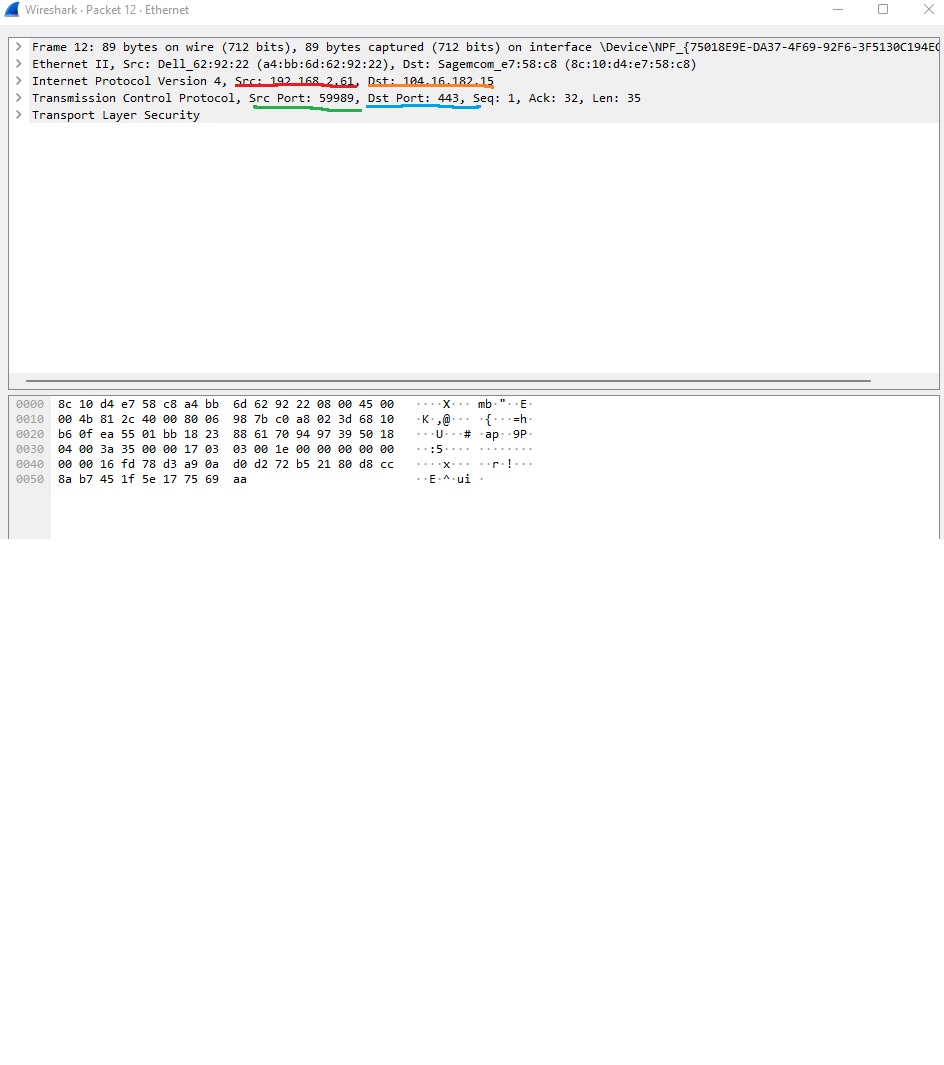 Wireshark · Packet 12 · Ethernet
Frame 12: 89 bytes on wire (712 bits), 89 bytes captured (712 bits) on interface \Device\NPF_{75018E9E-DA37-4F69-92F6-3F5130C194EC
Ethernet II, Src: Dell_62:92:22 (a4:bb:6d:62:92:22), Dst: Sagemcom_e7:58:c8 (8c:10:d4:e7:58:c8)
Internet Protocol Version 4, Src: 192.168.2.61, Dst: 104.16.182.15
Transmission Control Protocol, Src Port: 59989, Dst Port: 443, Seq: 1, Ack: 32, Len: 35
Transport Layer Security
0000 8c 10 d4 e7 58 c8 a4 bb 6d 62 92 22 08 00 45 00 ····X··· mb·"··E·
0010 00 4b 81 2c 40 00 80 06 98 7b c0 a8 02 3d 68 10 ·K·,@··· ·{···=h·
0020 b6 0f ea 55 01 bb 18 23 88 61 70 94 97 39 50 18 ···U···# ·ap··9P·
0030 04 00 3a 35 00 00 17 03 03 00 1e 00 00 00 00 00 ··:5···· ········
0040 00 00 16 fd 78 d3 a9 0a d0 d2 72 b5 21 80 d8 cc ····x··· ··r·!···
0050 8a b7 45 1f 5e 17 75 69 aa ··E·^·ui ·